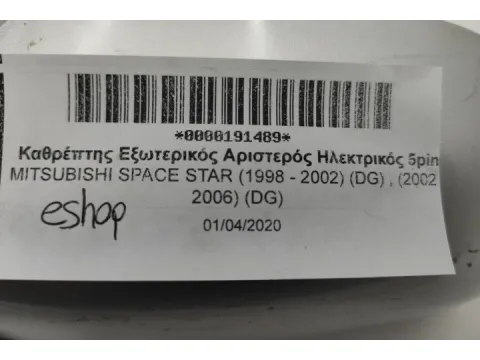 *0000191489*
Καθρέπτης Εξωτερικός Αριστερός Ηλεκτρικός 5pin
MITSUBISHI SPACE STAR (1998 - 2002) (DG) , (2002
2006) (DG)
eshop
01/04/2020